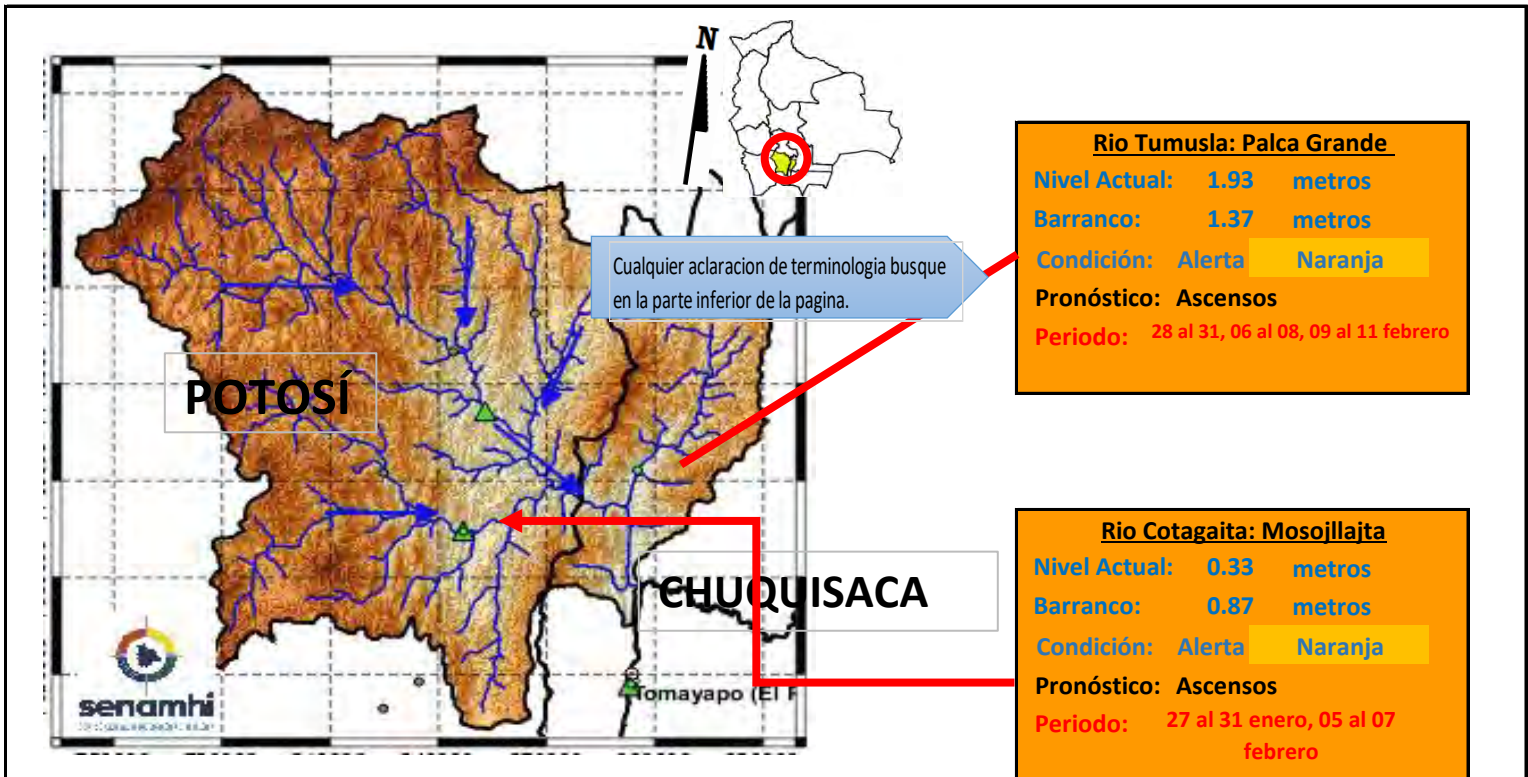 N
Cualquier aclaracion de terminologia busque
en la parte inferior de la pagina.
POTOSÍ
CHUQUISACA
Tomayapo (El
senamhi
Rio Tumusla: Palca Grande
Nivel Actual: 1.93 metros
Barranco: 1.37 metros
Condición: Alerta Naranja
Pronóstico: Ascensos
Periodo: 28 al 31, 06 al 08, 09 al 11 febrero
Rio Cotagaita: Mosojllajta
Nivel Actual: 0.33 metros
Barranco: 0.87 metros
Condición: Alerta Naranja
Pronóstico: Ascensos
Periodo: 27 al 31 enero, 05 al 07
febrero